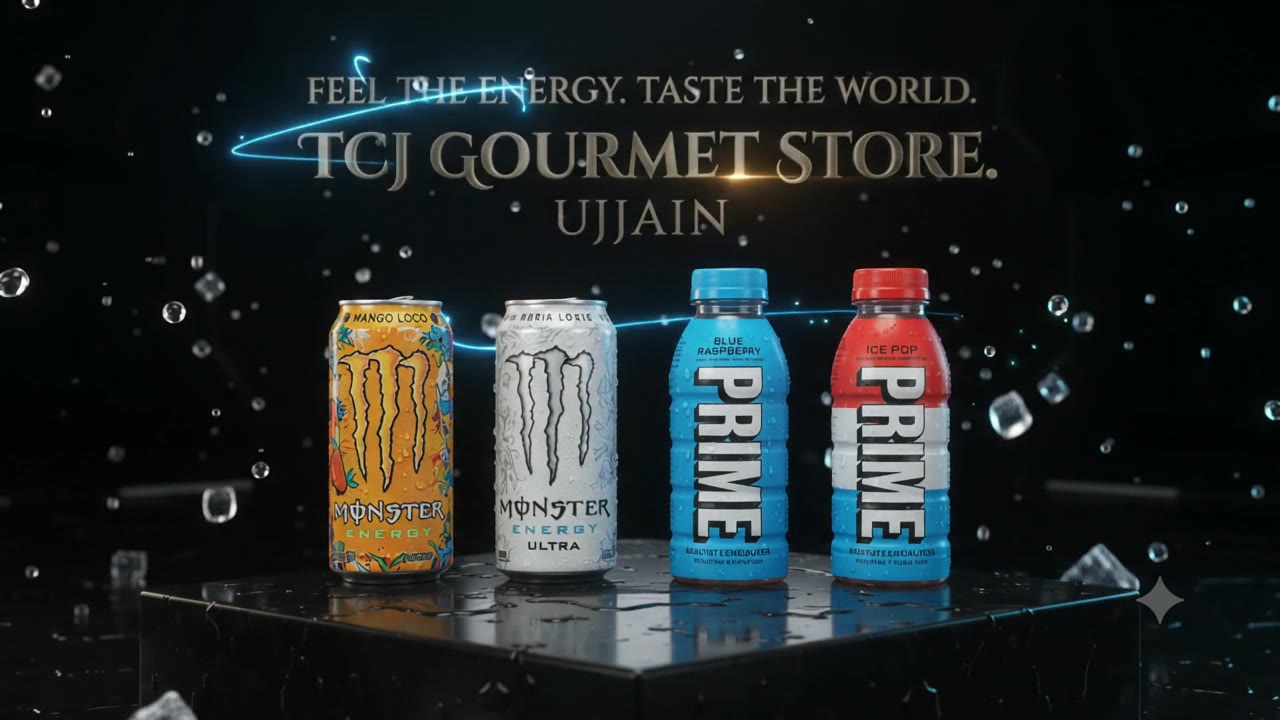 FEEL THE ENERGY. TASTE THE WORLD.
TCJ GOURMET STORE.
UJJAIN
MANGO LOCO
MONSTER
ENERGY
MONSTER
ENERGY
ULTRA
BLUE
RASPBERRY
PRIME
ICE POP
PRIME